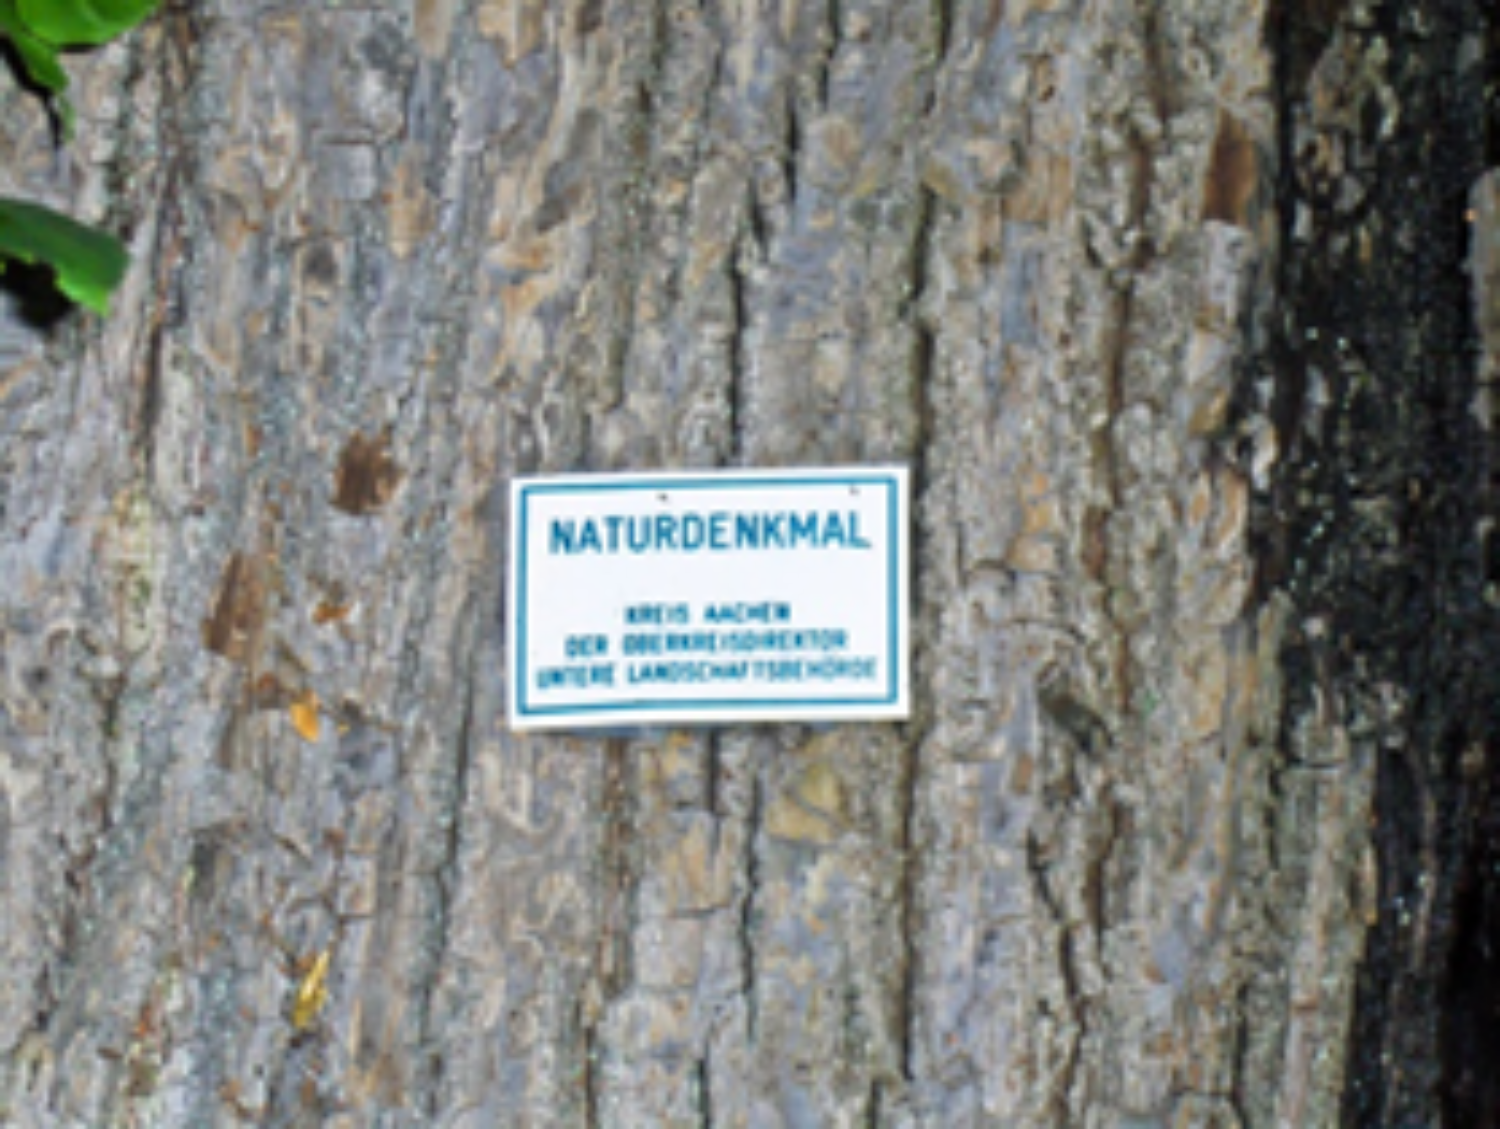 NATURDENKMAL
KREIS AACHEN
DER OBERKREISDIREKTOR
UNTERE LANDSCHAFTSBEHÖRDE